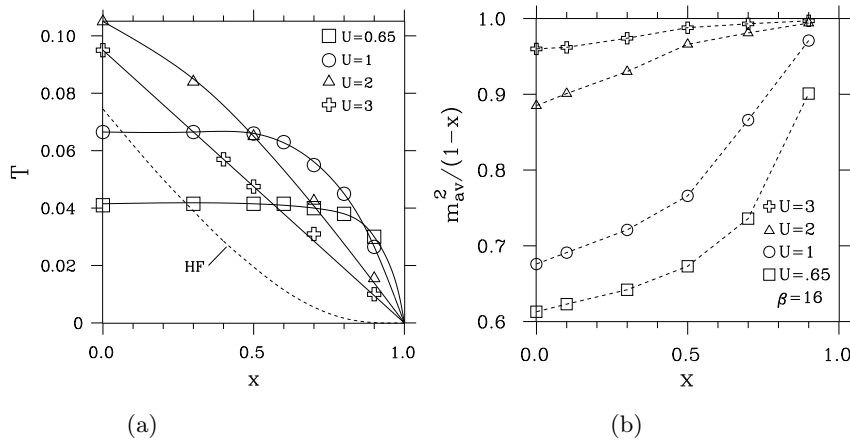 0.10
0.08
0.06
0.04
0.02
0
T
U=0.65
U=1
U=2
U=3
HF
0.0
0.5
1.0
x
(a)
1.0
0.9
0.8
0.7
0.6
m²av/(1-x)
U=3
U=2
U=1
U=.65
β=16
0.0
0.5
1.0
x
(b)